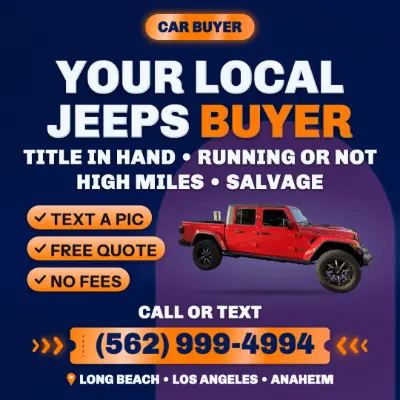 CAR BUYER
YOUR LOCAL
JEEPS BUYER
TITLE IN HAND • RUNNING OR NOT
HIGH MILES • SALVAGE
✓ TEXT A PIC
✓ FREE QUOTE
✓ NO FEES
CALL OR TEXT
(562) 999-4994
LONG BEACH • LOS ANGELES • ANAHEIM